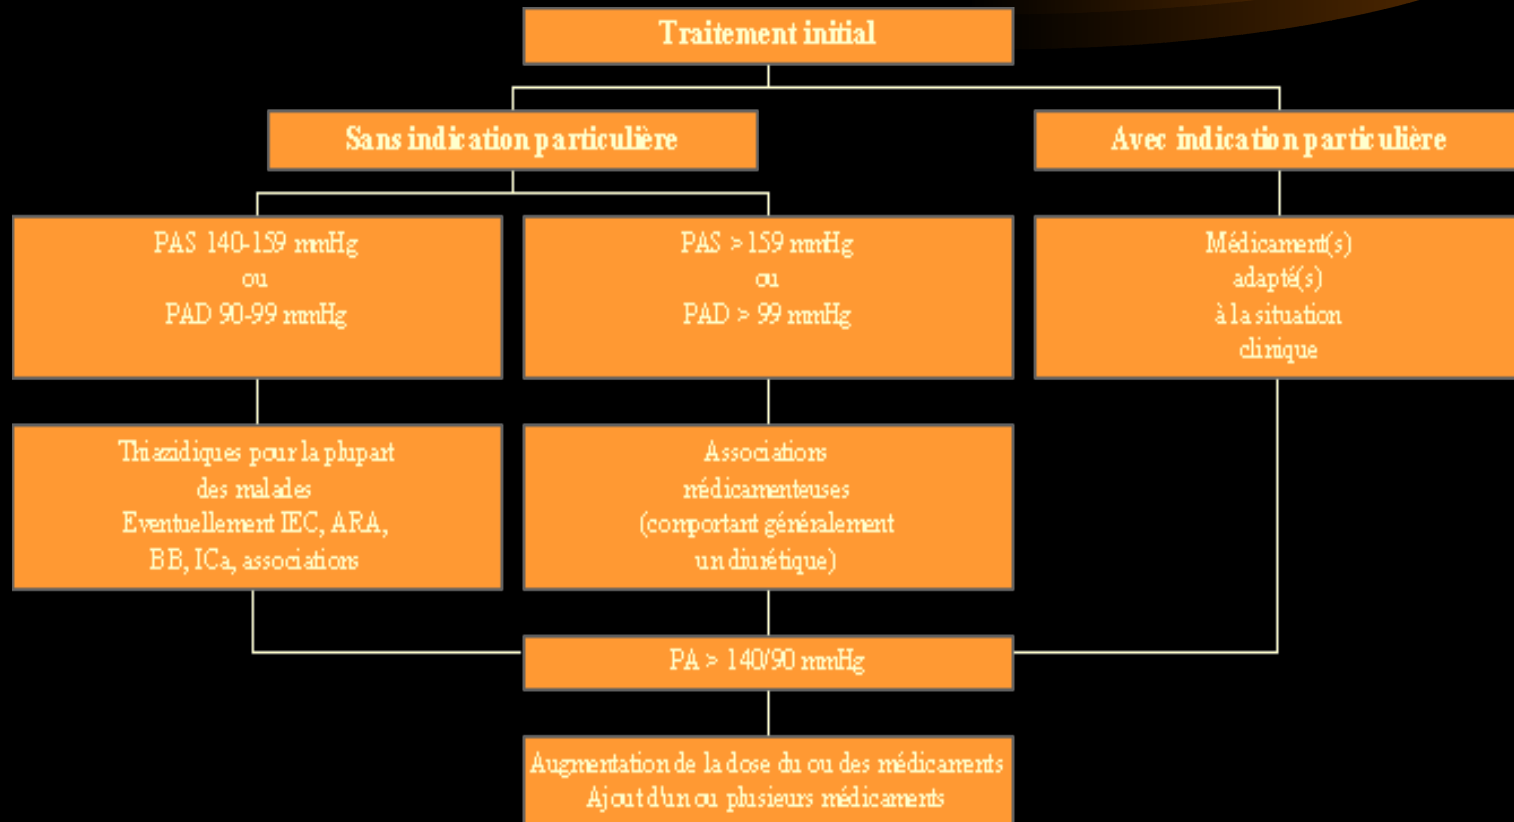 Traitement initial
Sans indication particulière
Avec indication particulière
PAS 140-159 mmHg
ou
PAD 90-99 mmHg
PAS > 159 mmHg
ou
PAD > 99 mmHg
Médicament(s)
adapté(s)
à la situation
clinique
Thiazidiques pour la plupart
des malades
Eventuellement IEC, ARA,
BB, ICa, associations
Associations
médicamenteuses
(comportant généralement
un diurétique)
PA > 140/90 mmHg
Augmentation de la dose du ou des médicaments
Ajout d'un ou plusieurs médicaments